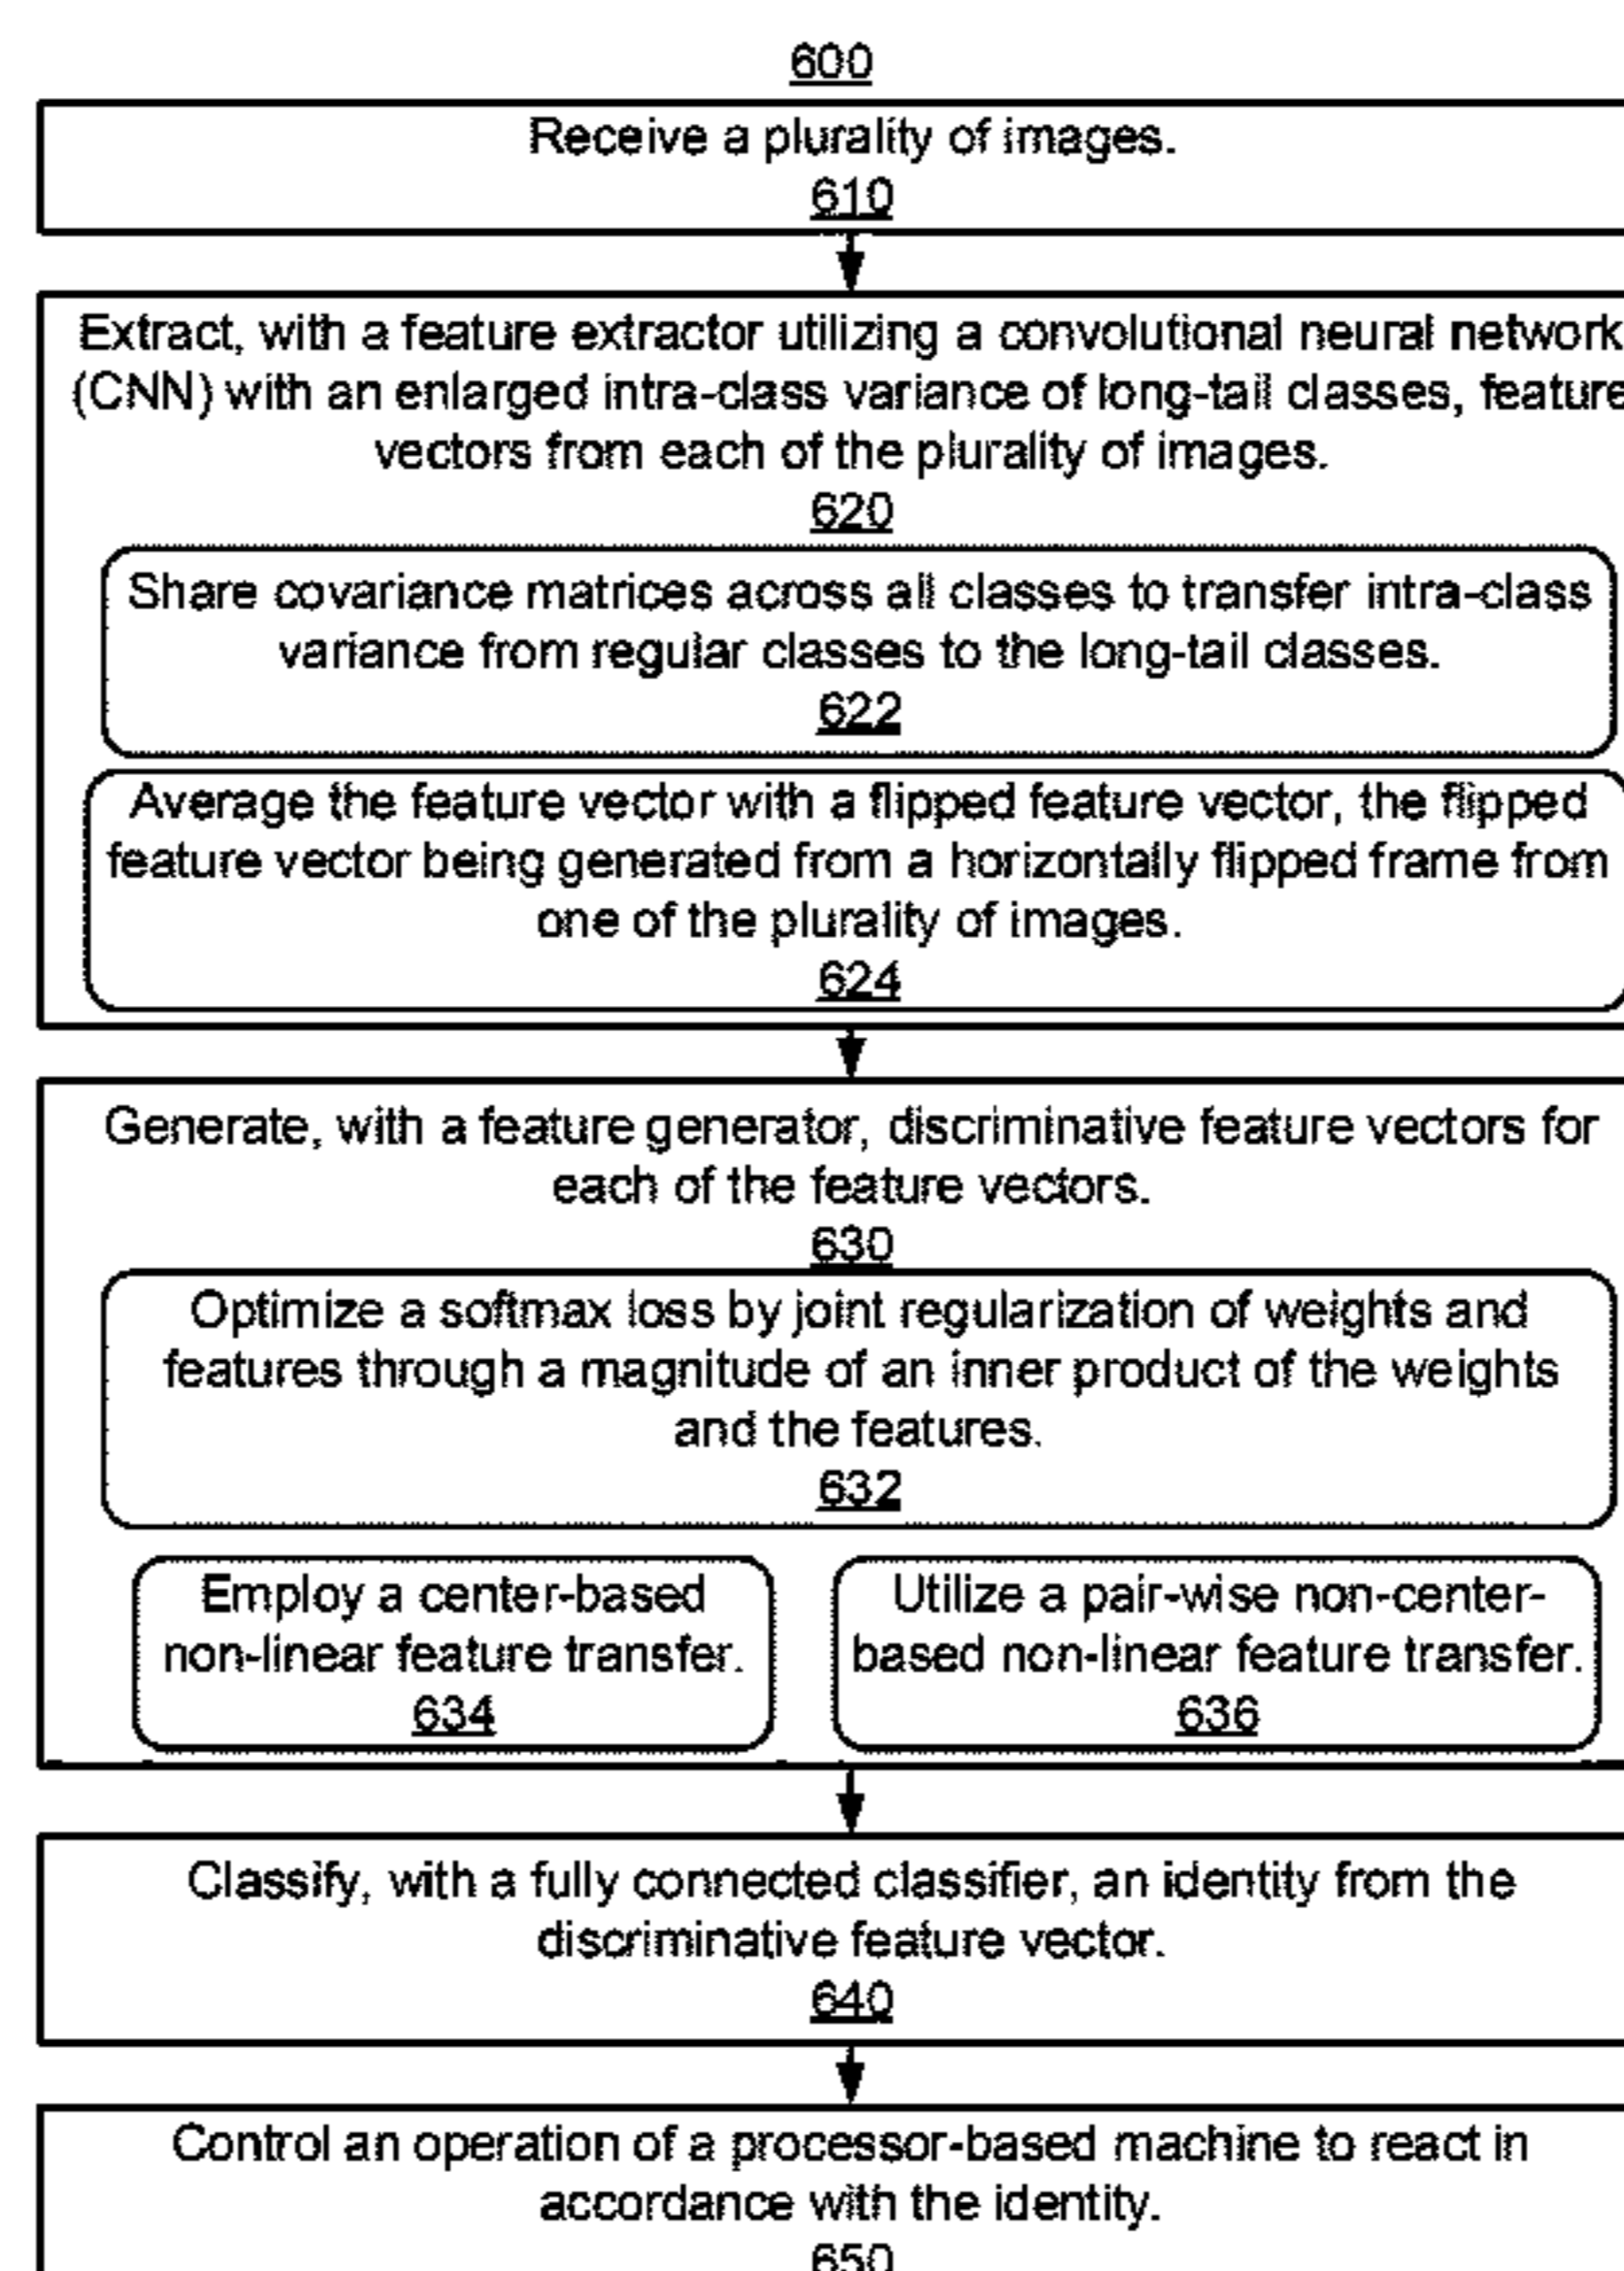 600
Receive a plurality of images.
610
Extract, with a feature extractor utilizing a convolutional neural network
(CNN) with an enlarged intra-class variance of long-tail classes, feature
vectors from each of the plurality of images.
620
Share covariance matrices across all classes to transfer intra-class
variance from regular classes to the long-tail classes.
622
Average the feature vector with a flipped feature vector, the flipped
feature vector being generated from a horizontally flipped frame from
one of the plurality of images.
624
Generate, with a feature generator, discriminative feature vectors for
each of the feature vectors.
630
Optimize a softmax loss by joint regularization of weights and
features through a magnitude of an inner product of the weights
and the features.
632
Employ a center-based
non-linear feature transfer.
634
Utilize a pair-wise non-center-
based non-linear feature transfer.
636
Classify, with a fully connected classifier, an identity from the
discriminative feature vector.
640
Control an operation of a processor-based machine to react in
accordance with the identity.
650